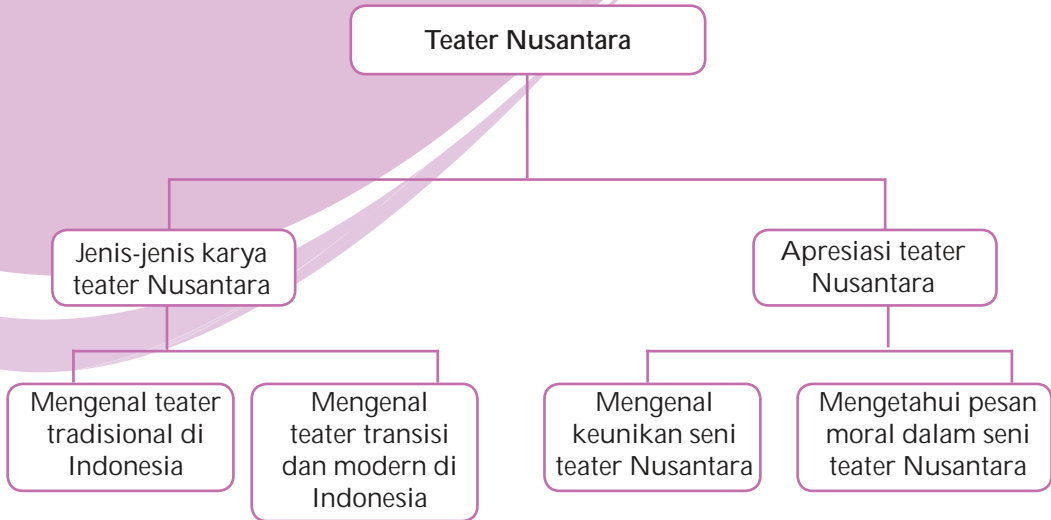 Teater Nusantara
Jenis-jenis karya
teater Nusantara
Apresiasi teater
Nusantara
Mengenal teater
tradisional di
Indonesia
Mengenal
teater transisi
dan modern di
Indonesia
Mengenal
keunikan seni
teater Nusantara
Mengetahui pesan
moral dalam seni
teater Nusantara